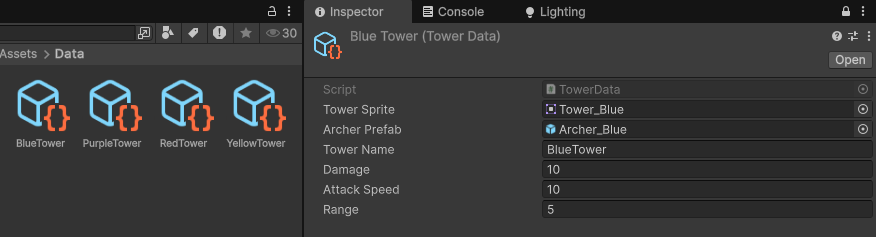 30
Assets > Data
BlueTower
PurpleTower
RedTower
YellowTower
Inspector
Console
Lighting
Blue Tower (Tower Data)
Open
Script
TowerData
Tower Sprite
Tower_Blue
Archer Prefab
Archer_Blue
Tower Name
BlueTower
Damage
10
Attack Speed
10
Range
5